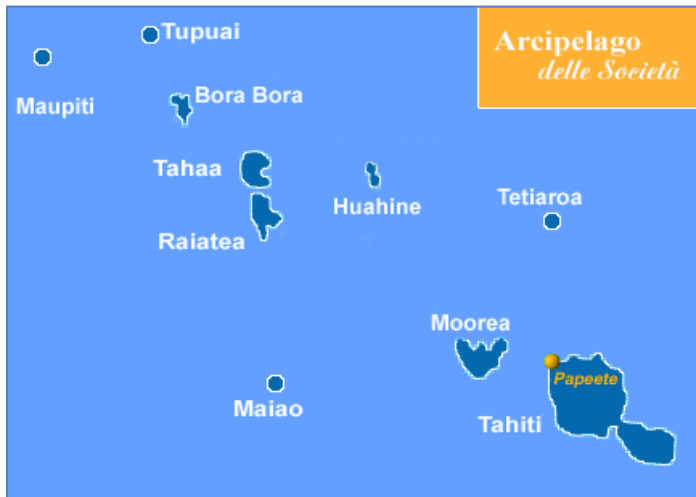 Tupuai
Arcipelago
delle Società
Maupiti
Bora Bora
Tahaa
Huahine
Tetiaroa
Raiatea
Moorea
Papeete
Maiao
Tahiti